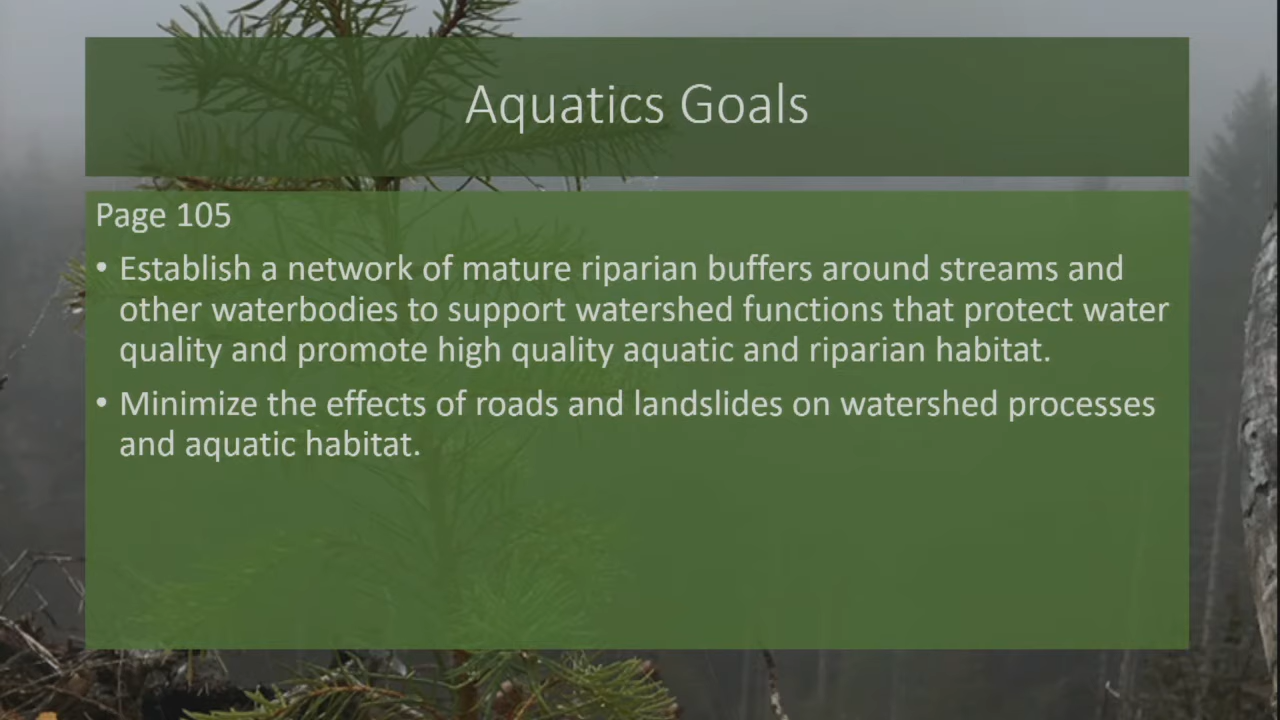 Aquatics Goals
Page 105
• Establish a network of mature riparian buffers around streams and
other waterbodies to support watershed functions that protect water
quality and promote high quality aquatic and riparian habitat.
• Minimize the effects of roads and landslides on watershed processes
and aquatic habitat.